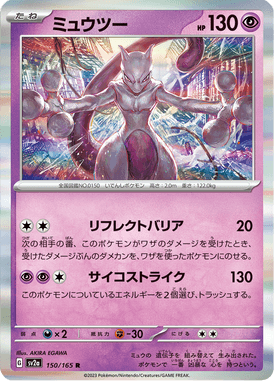 たね ミュウツー HP 130
全国図鑑NO.0150 いでんしポケモン 高さ：2.0m 重さ：122.0kg
リフレクトバリア 20
次の相手の番、このポケモンがワザのダメージを受けたとき、
受けたダメージぶんのダメカンを、ワザを使ったポケモンにのせる。
サイコストライク 130
このポケモンについているエネルギーを2個選び、トラッシュする。
弱点 ×2 抵抗力 -30 にげる
illus. AKIRA EGAWA
sv2a 150/165 R
ミュウの遺伝子を組み替えて生み出された。
©2023 Pokémon/Nintendo/Creatures/GAME FREAK.